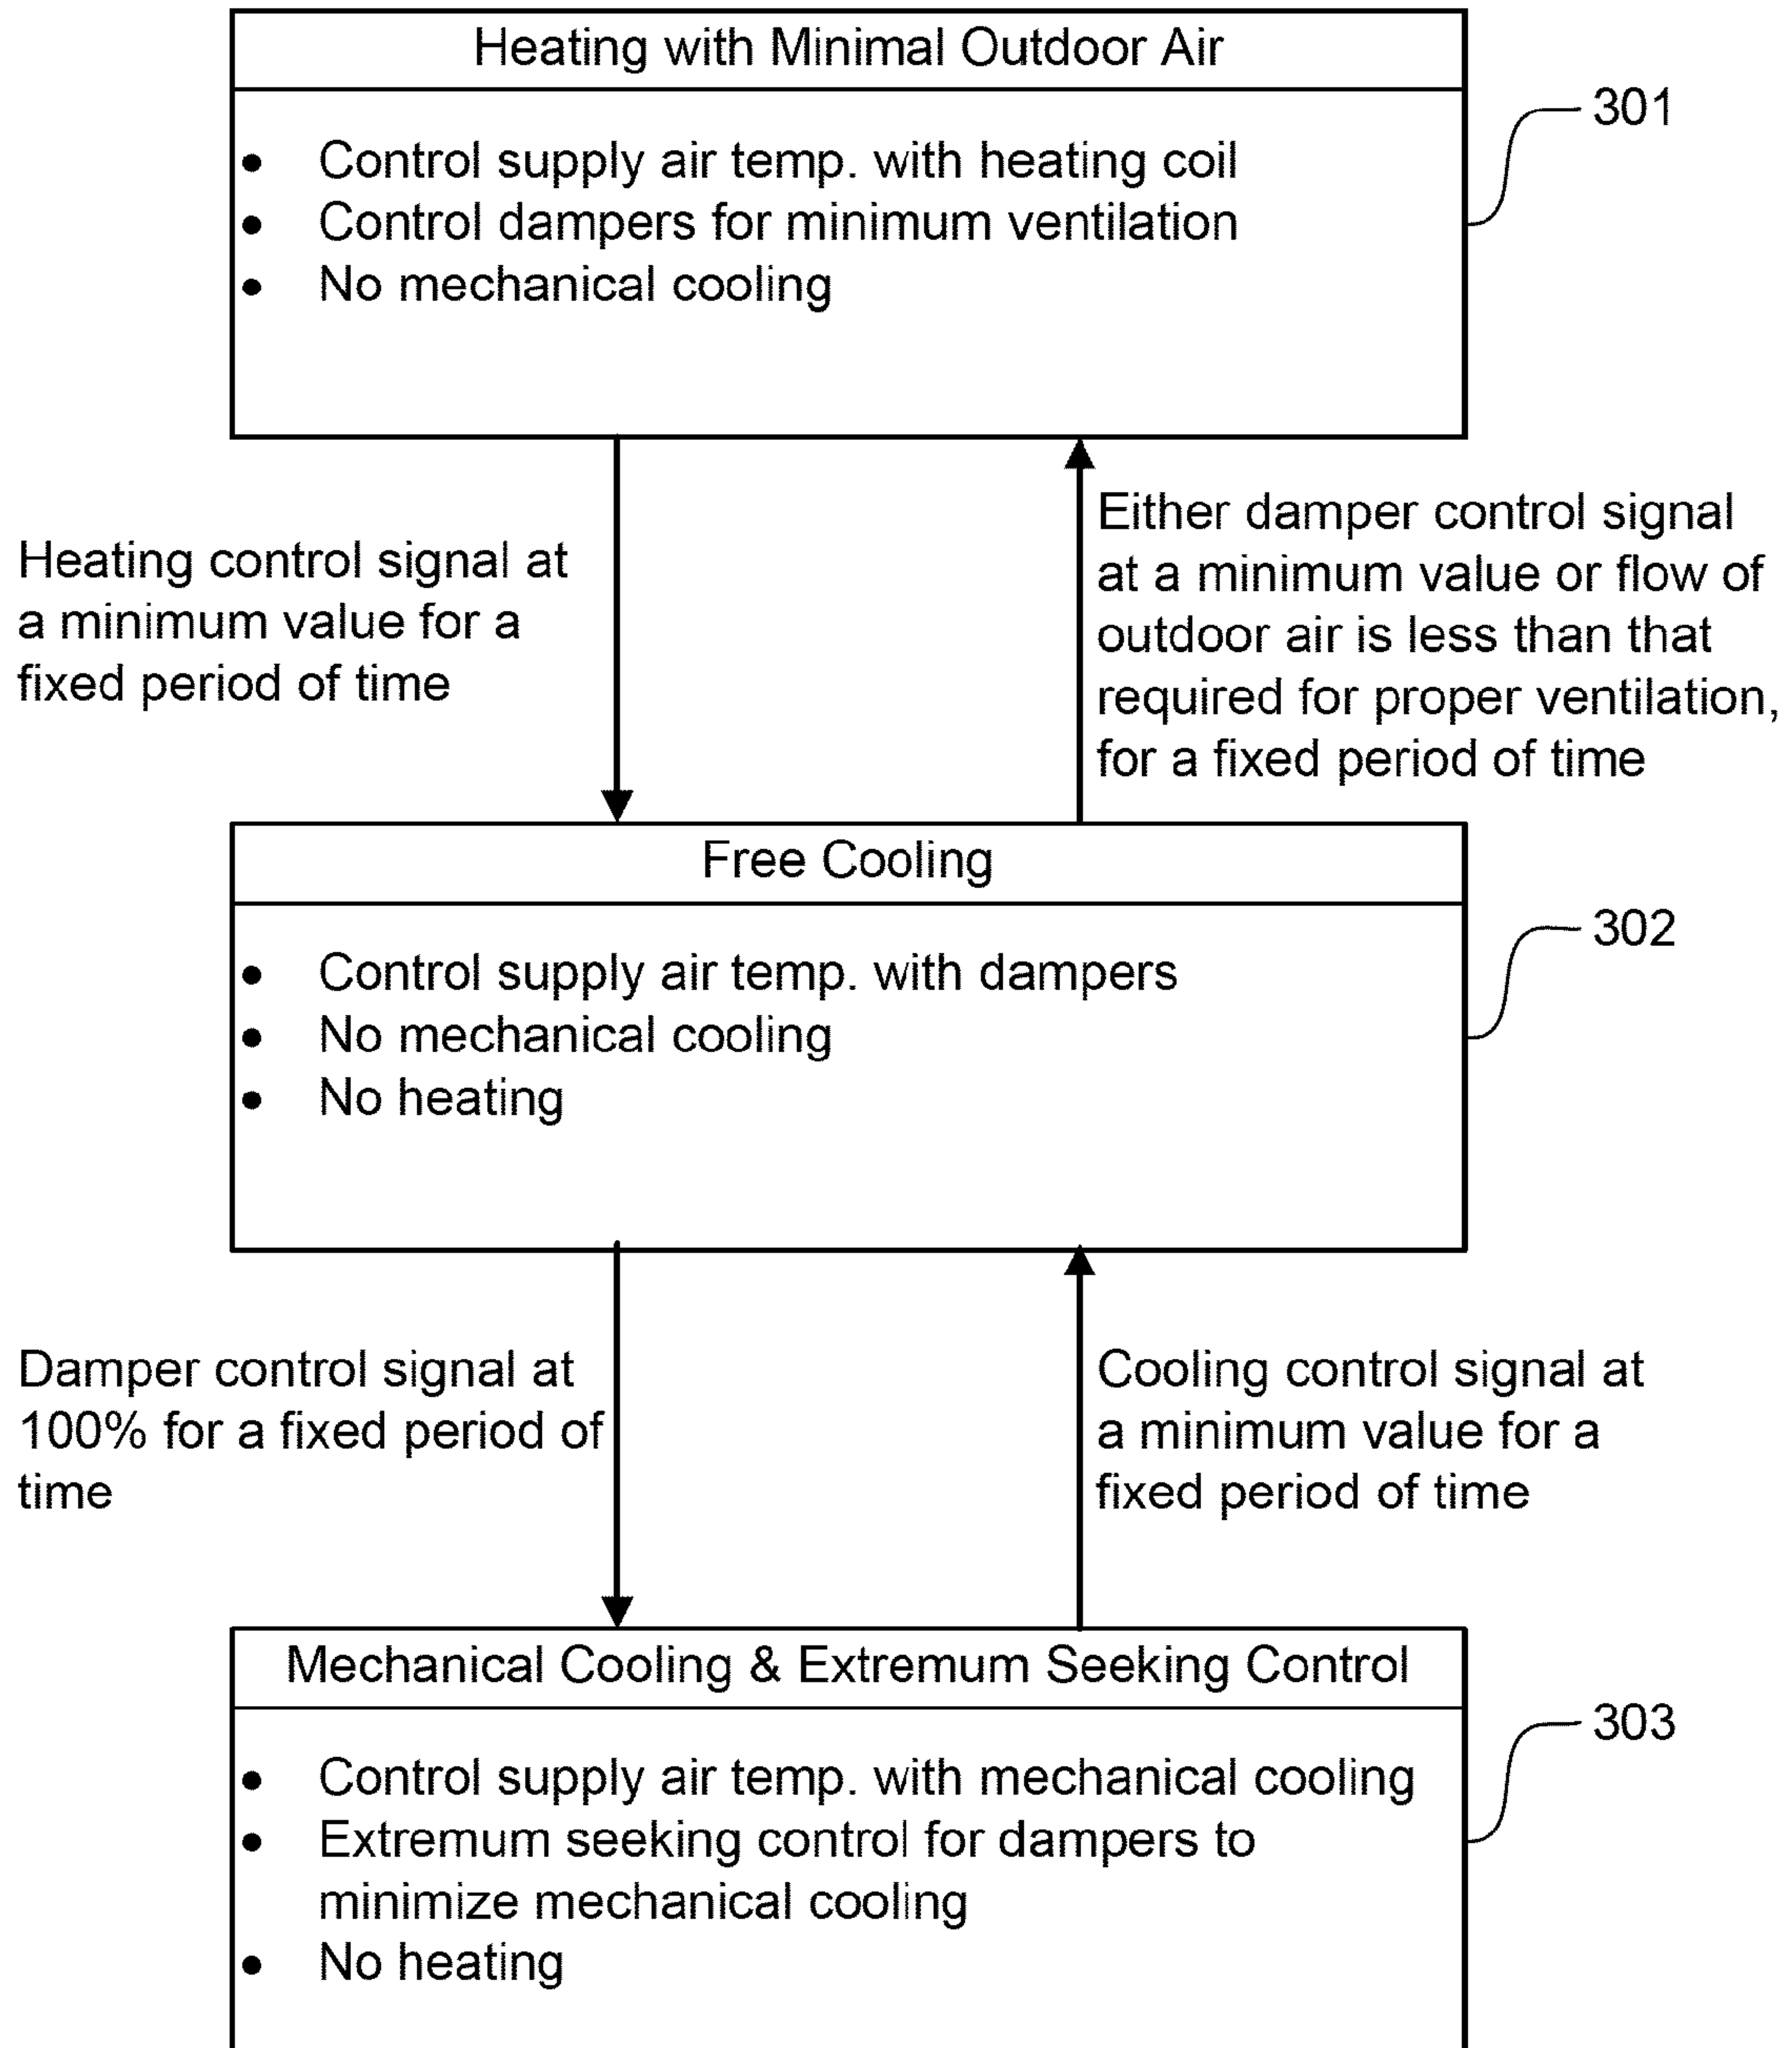 Heating with Minimal Outdoor Air
301
• Control supply air temp. with heating coil
• Control dampers for minimum ventilation
• No mechanical cooling
Heating control signal at
a minimum value for a
fixed period of time
Either damper control signal
at a minimum value or flow of
outdoor air is less than that
required for proper ventilation,
for a fixed period of time
Free Cooling
302
• Control supply air temp. with dampers
• No mechanical cooling
• No heating
Damper control signal at
100% for a fixed period of
time
Cooling control signal at
a minimum value for a
fixed period of time
Mechanical Cooling & Extremum Seeking Control
303
• Control supply air temp. with mechanical cooling
• Extremum seeking control for dampers to
minimize mechanical cooling
• No heating